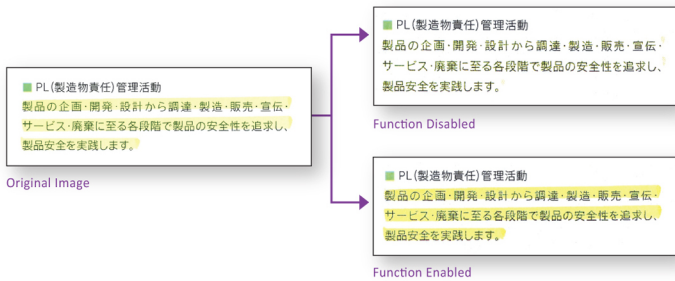 ■ PL(製造物責任)管理活動
製品の企画・開発・設計から調達・製造・販売・宣伝・
サービス・廃棄に至る各段階で製品の安全性を追求し、
製品安全を実践します。
Original Image
■ PL(製造物責任)管理活動
製品の企画・開発・設計から調達・製造・販売・宣伝・
サービス・廃棄に至る各段階で製品の安全性を追求し、
製品安全を実践します。
Function Disabled
■ PL(製造物責任)管理活動
製品の企画・開発・設計から調達・製造・販売・宣伝・
サービス・廃棄に至る各段階で製品の安全性を追求し、
製品安全を実践します。
Function Enabled